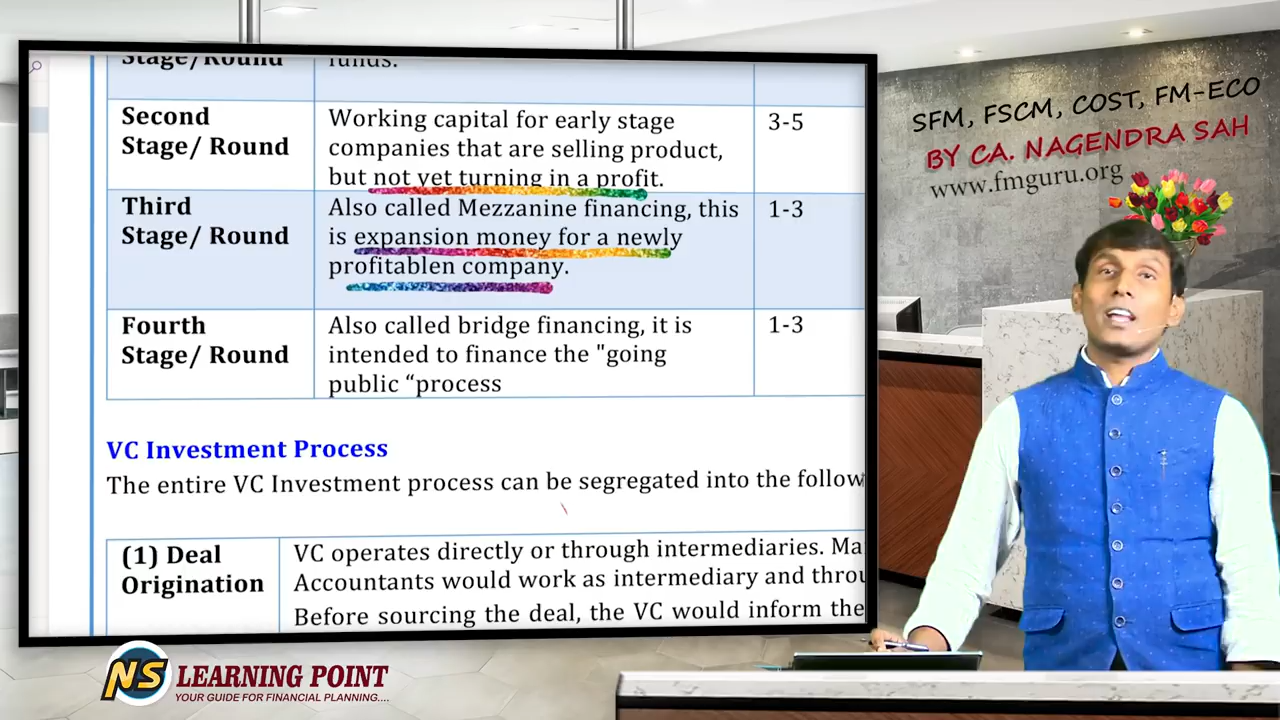 Stage/Round
funds.
Second
Stage/ Round
Working capital for early stage
companies that are selling product,
but not yet turning in a profit.
3-5
Third
Stage/ Round
Also called Mezzanine financing, this
is expansion money for a newly
profitablen company.
1-3
Fourth
Stage/ Round
Also called bridge financing, it is
intended to finance the "going
public “process
1-3
VC Investment Process
The entire VC Investment process can be segregated into the follow
(1) Deal
Origination
VC operates directly or through intermediaries. Ma
Accountants would work as intermediary and throu
Before sourcing the deal, the VC would inform the
SFM, FSCM, COST, FM-ECO
BY CA. NAGENDRA SAH
www.fmguru.org
NS LEARNING POINT
YOUR GUIDE FOR FINANCIAL PLANNING....